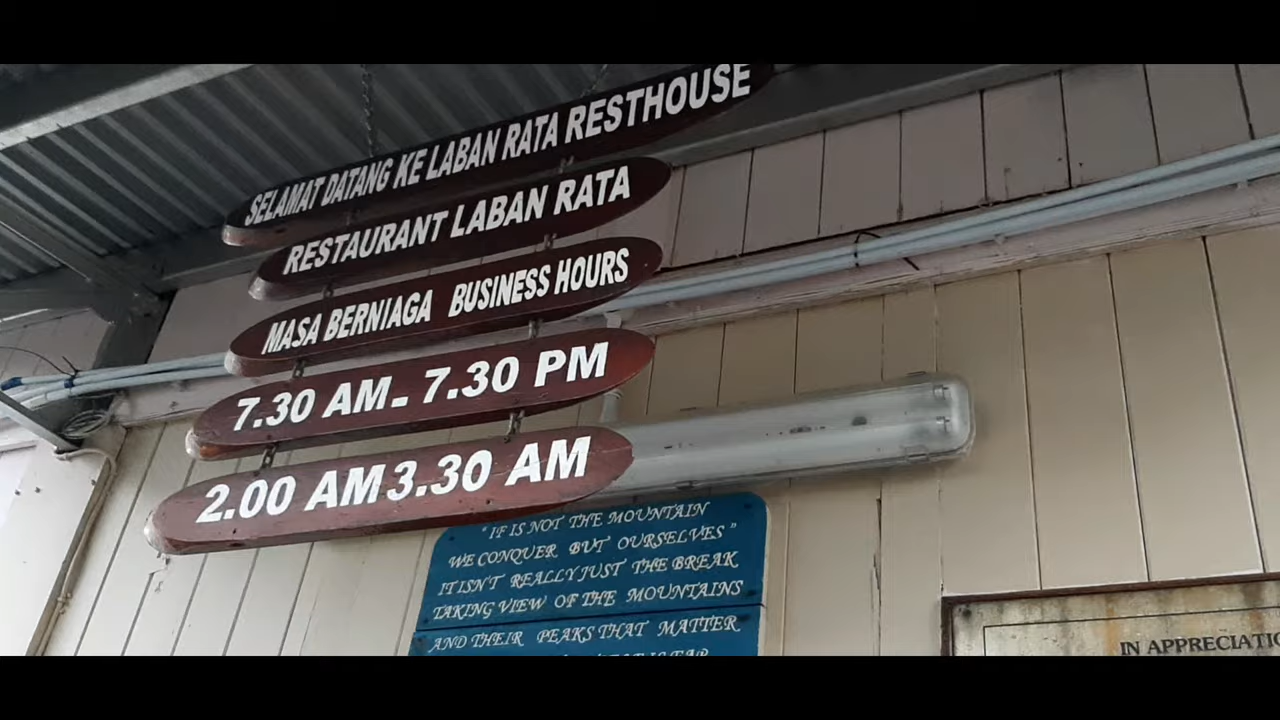 SELAMAT DATANG KE LABAN RATA RESTHOUSE
RESTAURANT LABAN RATA
MASA BERNIAGA BUSINESS HOURS
7.30 AM - 7.30 PM
2.00 AM 3.30 AM
"IF IS NOT THE MOUNTAIN
WE CONQUER BUT OURSELVES"
IT ISN'T REALLY JUST THE BREAK
TAKING VIEW OF THE MOUNTAINS
AND THEIR PEAKS THAT MATTER
IN APPRECIATIO